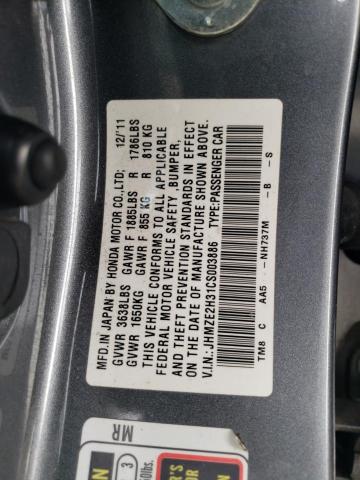 MFD. IN JAPAN BY HONDA MOTOR CO.,LTD; 12/'11
GVWR 3638LBS GAWR F 1885LBS R 1786LBS
GVWR 1650KG GAWR F 855 KG R 810 KG
THIS VEHICLE CONFORMS TO ALL APPLICABLE
FEDERAL MOTOR VEHICLE SAFETY ,BUMPER,
AND THEFT PREVENTION STANDARDS IN EFFECT
ON THE DATE OF MANUFACTURE SHOWN ABOVE.
V.I.N.:JHMZE2H31CS003886 TYPE:PASSENGER CAR
TM8 C AA5 -NH737M -B -S
MR
3